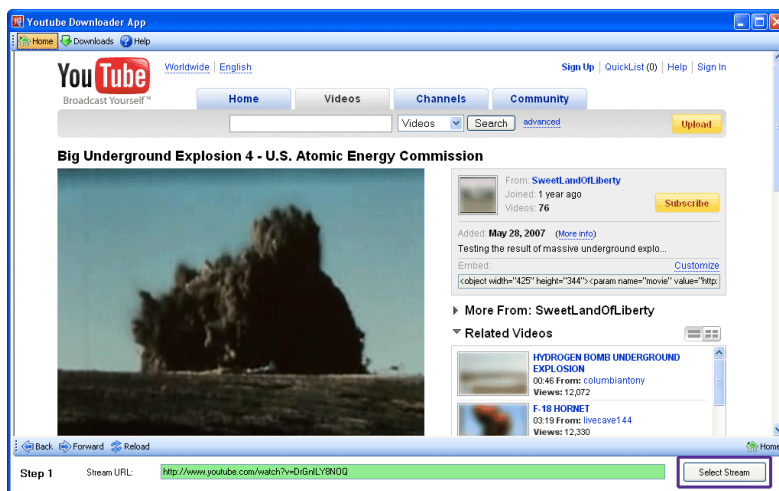 Youtube Downloader App
Home Downloads Help
YouTube
Broadcast Yourself™
Worldwide | English
Sign Up | QuickList (0) | Help | Sign In
Home Videos Channels Community
Videos Search advanced Upload
Big Underground Explosion 4 - U.S. Atomic Energy Commission
From: SweetLandOfLiberty
Joined: 1 year ago
Videos: 76
Subscribe
Added: May 28, 2007 (More info)
Testing the result of massive underground explo...
Embed: Customize
<object width="425" height="344"><param name="movie" value="http:
More From: SweetLandOfLiberty
Related Videos
HYDROGEN BOMB UNDERGROUND
EXPLOSION
00:46 From: columbiantony
Views: 12,072
F-18 HORNET
03:19 From: livecave144
Views: 12,330
Back Forward Reload Home
Step 1 Stream URL: http://www.youtube.com/watch?v=DrGnILY8NOQ Select Stream